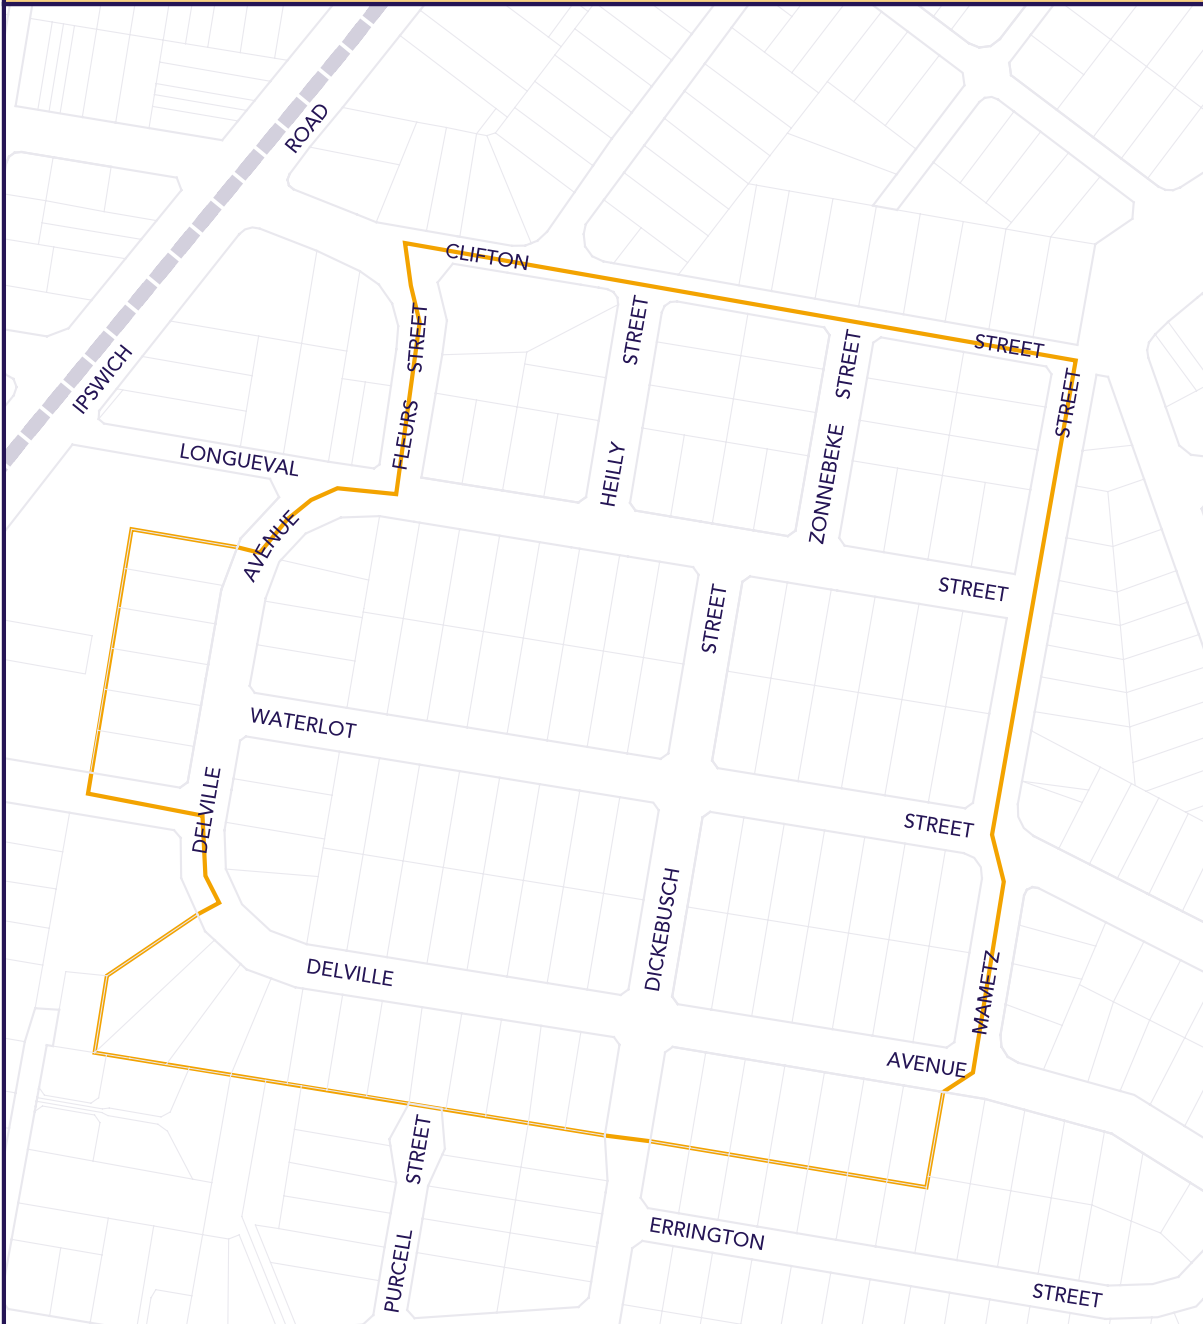 ROAD
CLIFTON
STREET
STREET
STREET
STREET
STREET
IPSWICH
FLEURS
LONGUEVAL
HEILLY
ZONNEBEKE
AVENUE
STREET
STREET
WATERLOT
DELVILLE
STREET
DICKEBUSCH
DELVILLE
MAMETZ
AVENUE
STREET
ERRINGTON
PURCELL
STREET